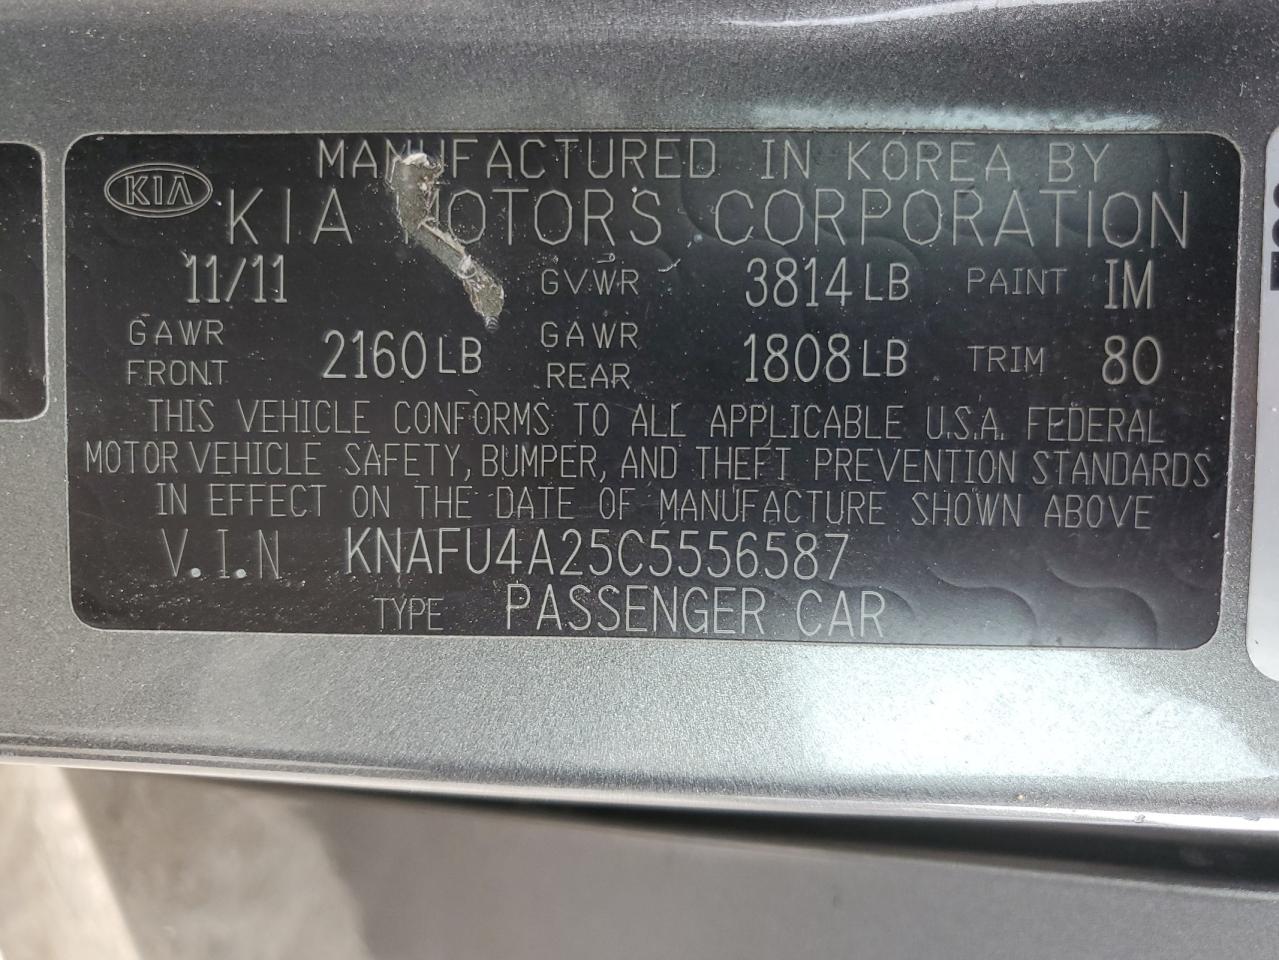 MANUFACTURED IN KOREA BY
KIA
KIA MOTORS CORPORATION
11/11 GVWR 3814 LB PAINT IM
GAWR FRONT 2160 LB GAWR REAR 1808 LB TRIM 80
THIS VEHICLE CONFORMS TO ALL APPLICABLE U.S.A. FEDERAL
MOTOR VEHICLE SAFETY, BUMPER, AND THEFT PREVENTION STANDARDS
IN EFFECT ON THE DATE OF MANUFACTURE SHOWN ABOVE
V.I.N KNAFU4A25C5556587
TYPE PASSENGER CAR